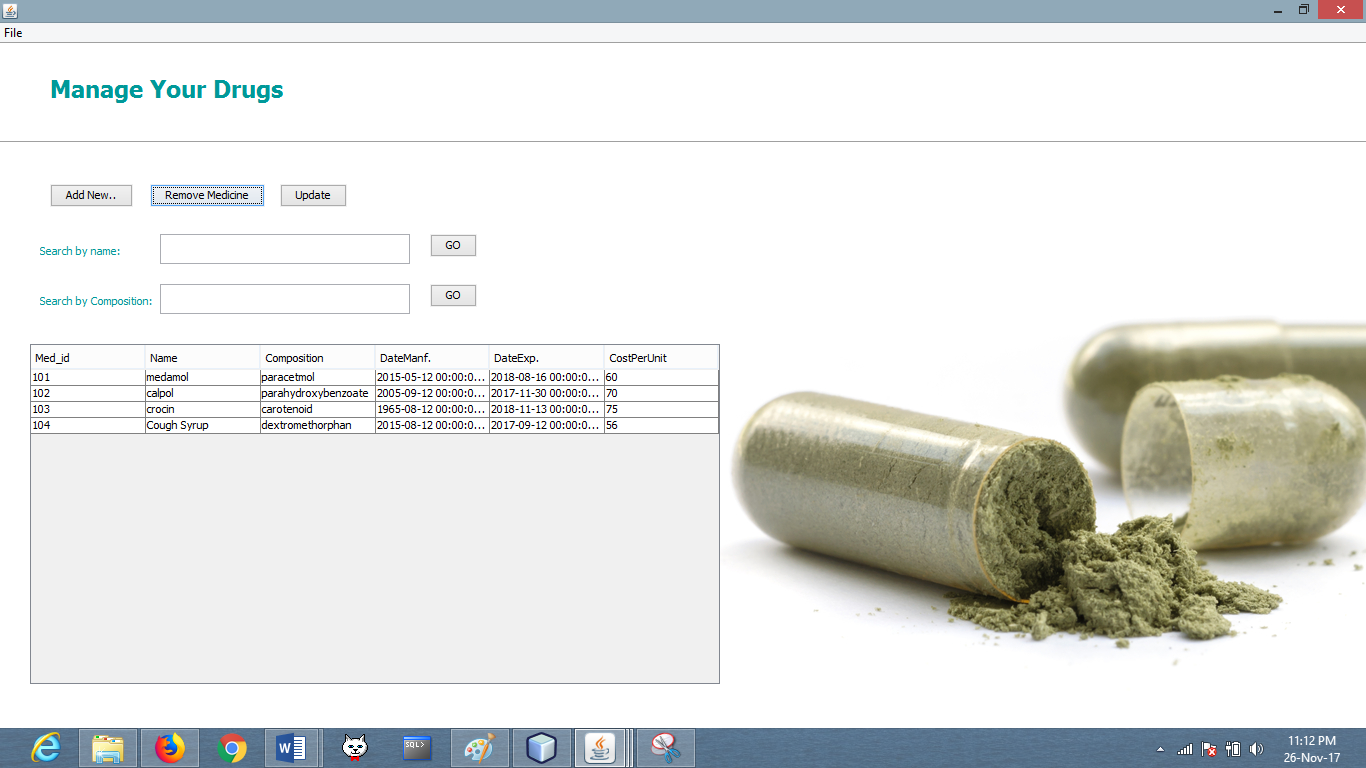 File
Manage Your Drugs
Add New.. Remove Medicine Update
Search by name: GO
Search by Composition: GO
Med_id Name Composition DateManf. DateExp. CostPerUnit
101 medamol paracetmol 2015-05-12 00:00:0... 2018-08-16 00:00:0... 60
102 calpol parahydroxybenzoate 2005-09-12 00:00:0... 2017-11-30 00:00:0... 70
103 crocin carotenoid 1965-08-12 00:00:0... 2018-11-13 00:00:0... 75
104 Cough Syrup dextromethorphan 2015-08-12 00:00:0... 2017-09-12 00:00:0... 56
SQL>
11:12 PM
26-Nov-17